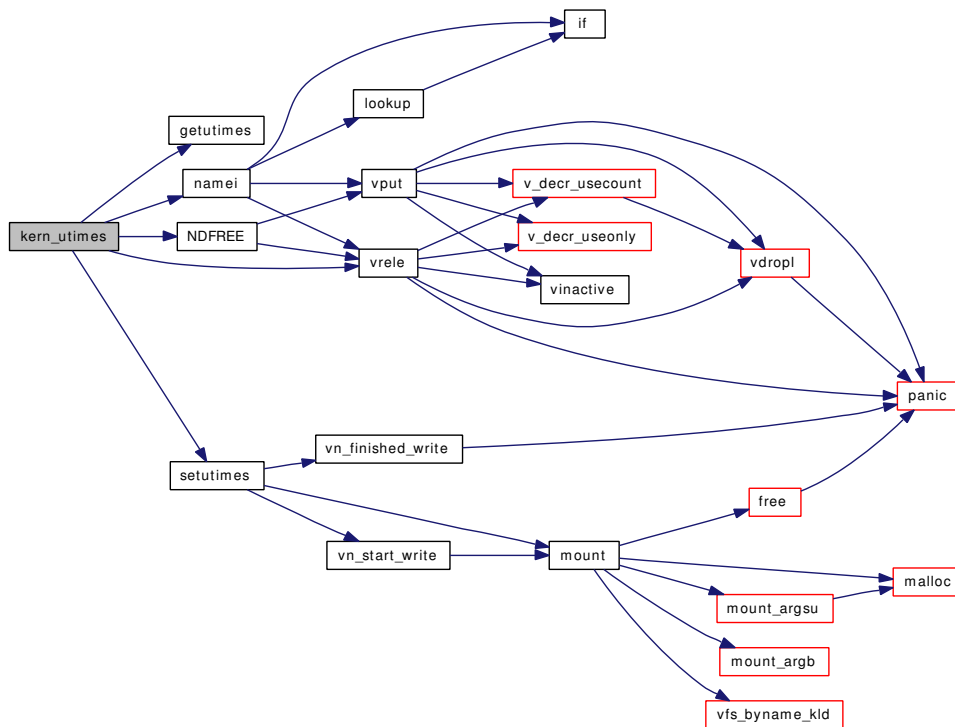 if
lookup
getutimes
namei
vput
v_decr_usecount
kern_utimes
NDFREE
v_decr_useonly
vrele
vdropl
vinactive
panic
vn_finished_write
setutimes
free
vn_start_write
mount
malloc
mount_argsu
mount_argb
vfs_byname_kld